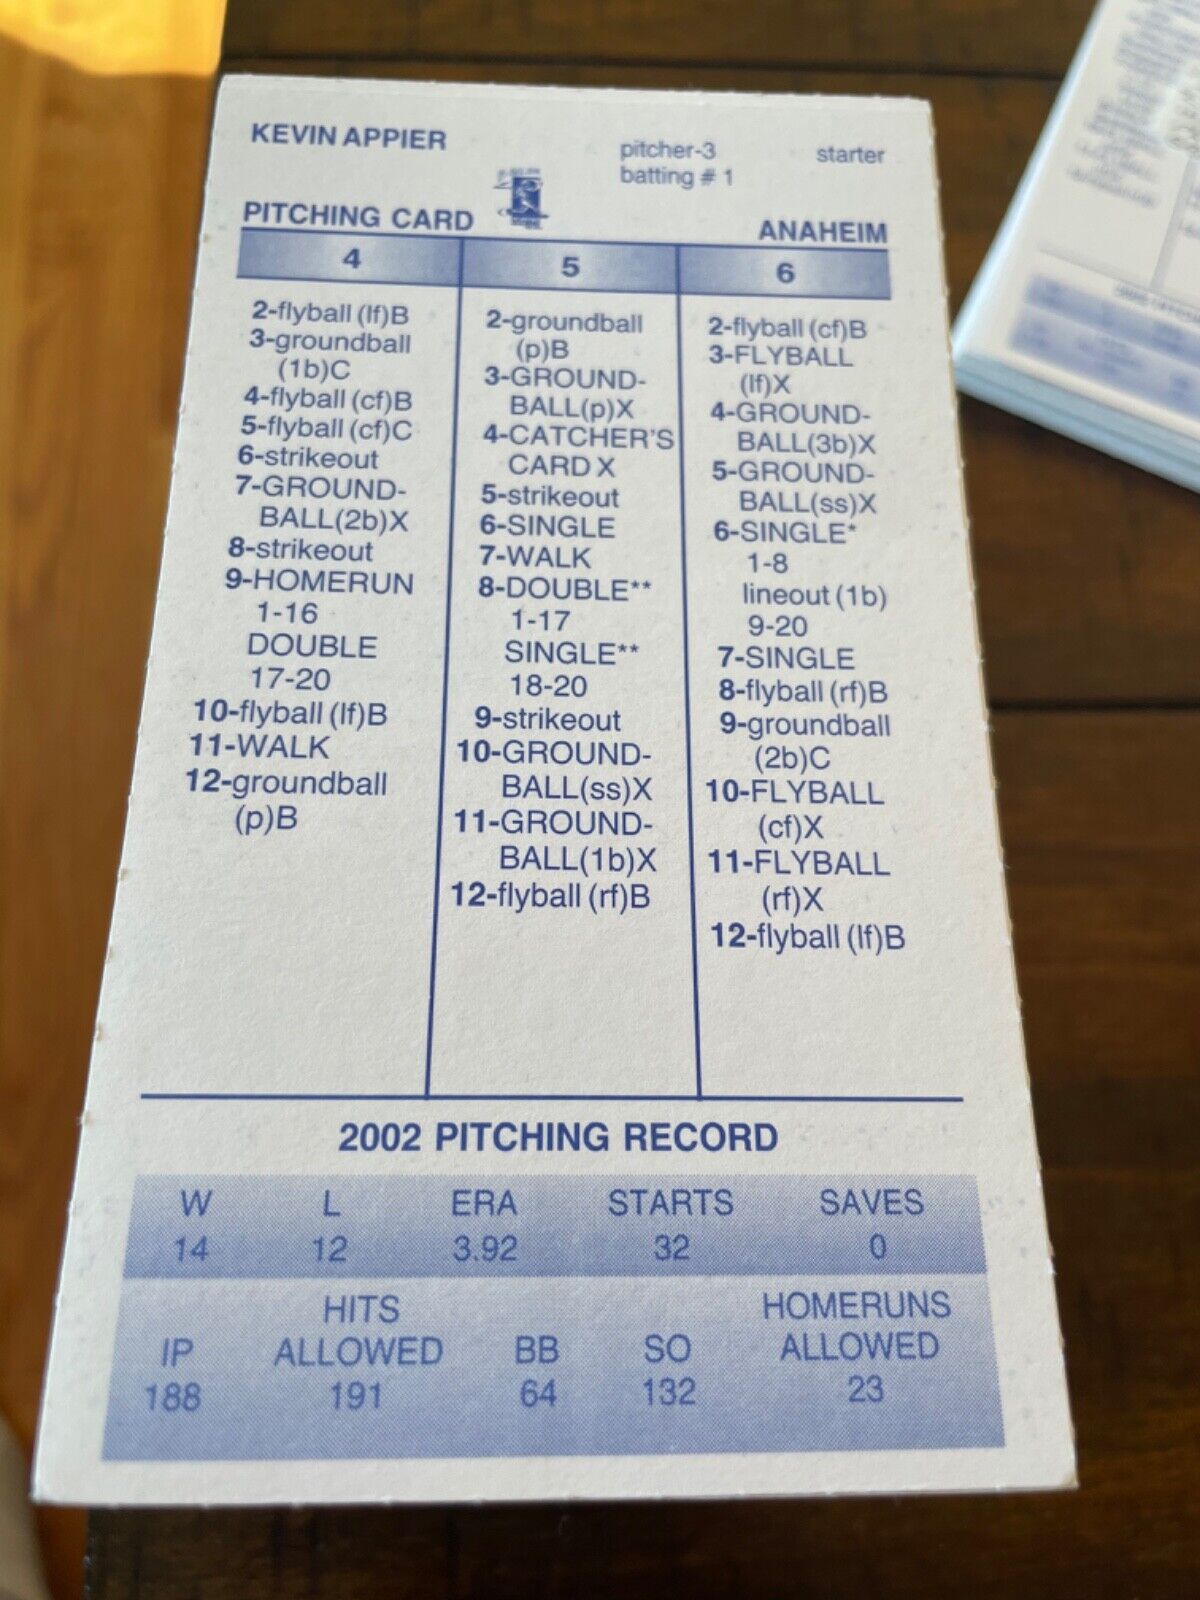 KEVIN APPIER
pitcher-3
starter
batting # 1
PITCHING CARD
ANAHEIM
4
5
6
2-flyball (lf)B
3-groundball
(1b)C
4-flyball (cf)B
5-flyball (cf)C
6-strikeout
7-GROUND-
BALL(2b)X
8-strikeout
9-HOMERUN
1-16
DOUBLE
17-20
10-flyball (lf)B
11-WALK
12-groundball
(p)B
2-groundball
(p)B
3-GROUND-
BALL(p)X
4-CATCHER'S
CARD X
5-strikeout
6-SINGLE
7-WALK
8-DOUBLE**
1-17
SINGLE**
18-20
9-strikeout
10-GROUND-
BALL(ss)X
11-GROUND-
BALL(1b)X
12-flyball (rf)B
2-flyball (cf)B
3-FLYBALL
(lf)X
4-GROUND-
BALL(3b)X
5-GROUND-
BALL(ss)X
6-SINGLE*
1-8
lineout (1b)
9-20
7-SINGLE
8-flyball (rf)B
9-groundball
(2b)C
10-FLYBALL
(cf)X
11-FLYBALL
(rf)X
12-flyball (lf)B
2002 PITCHING RECORD
W L ERA STARTS SAVES
14 12 3.92 32 0
HITS HOMERUNS
IP ALLOWED BB SO ALLOWED
188 191 64 132 23